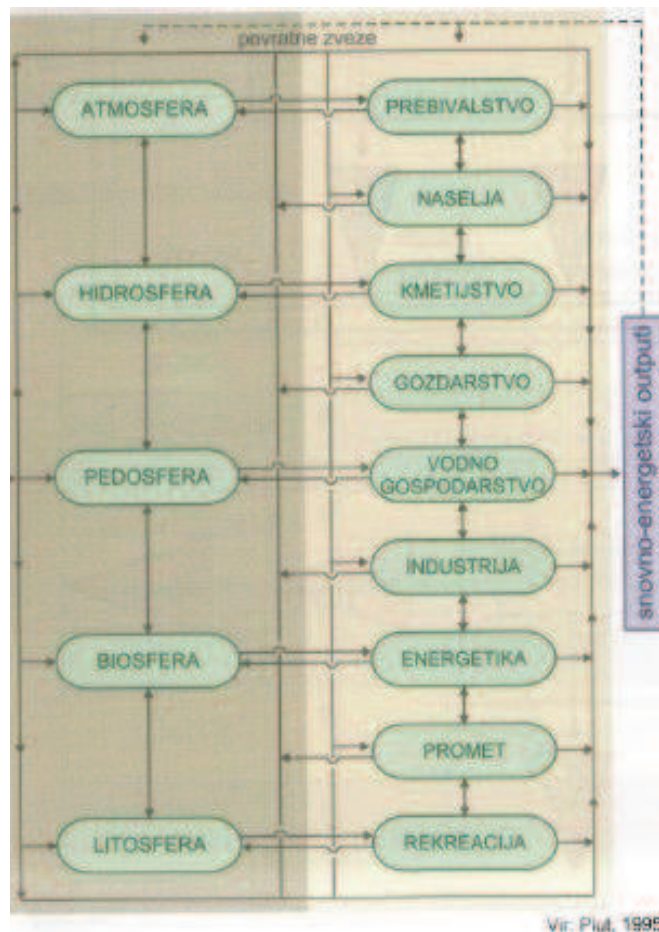 povratne zveze
ATMOSFERA
PREBIVALSTVO
NASELJA
HIDROSFERA
KMETIJSTVO
GOZDARSTVO
PEDOSFERA
VODNO
GOSPODARSTVO
INDUSTRIJA
BIOSFERA
ENERGETIKA
PROMET
LITOSFERA
REKREACIJA
snovno-energetski outputi
Vir: Plut, 1995